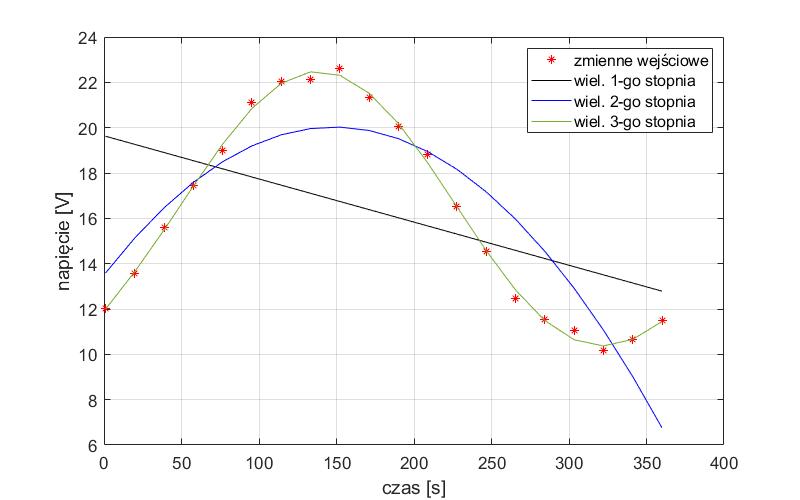 24
22
20
18
16
14
12
10
8
6
napięcie [V]
zmienne wejściowe
wiel. 1-go stopnia
wiel. 2-go stopnia
wiel. 3-go stopnia
0 50 100 150 200 250 300 350 400
czas [s]